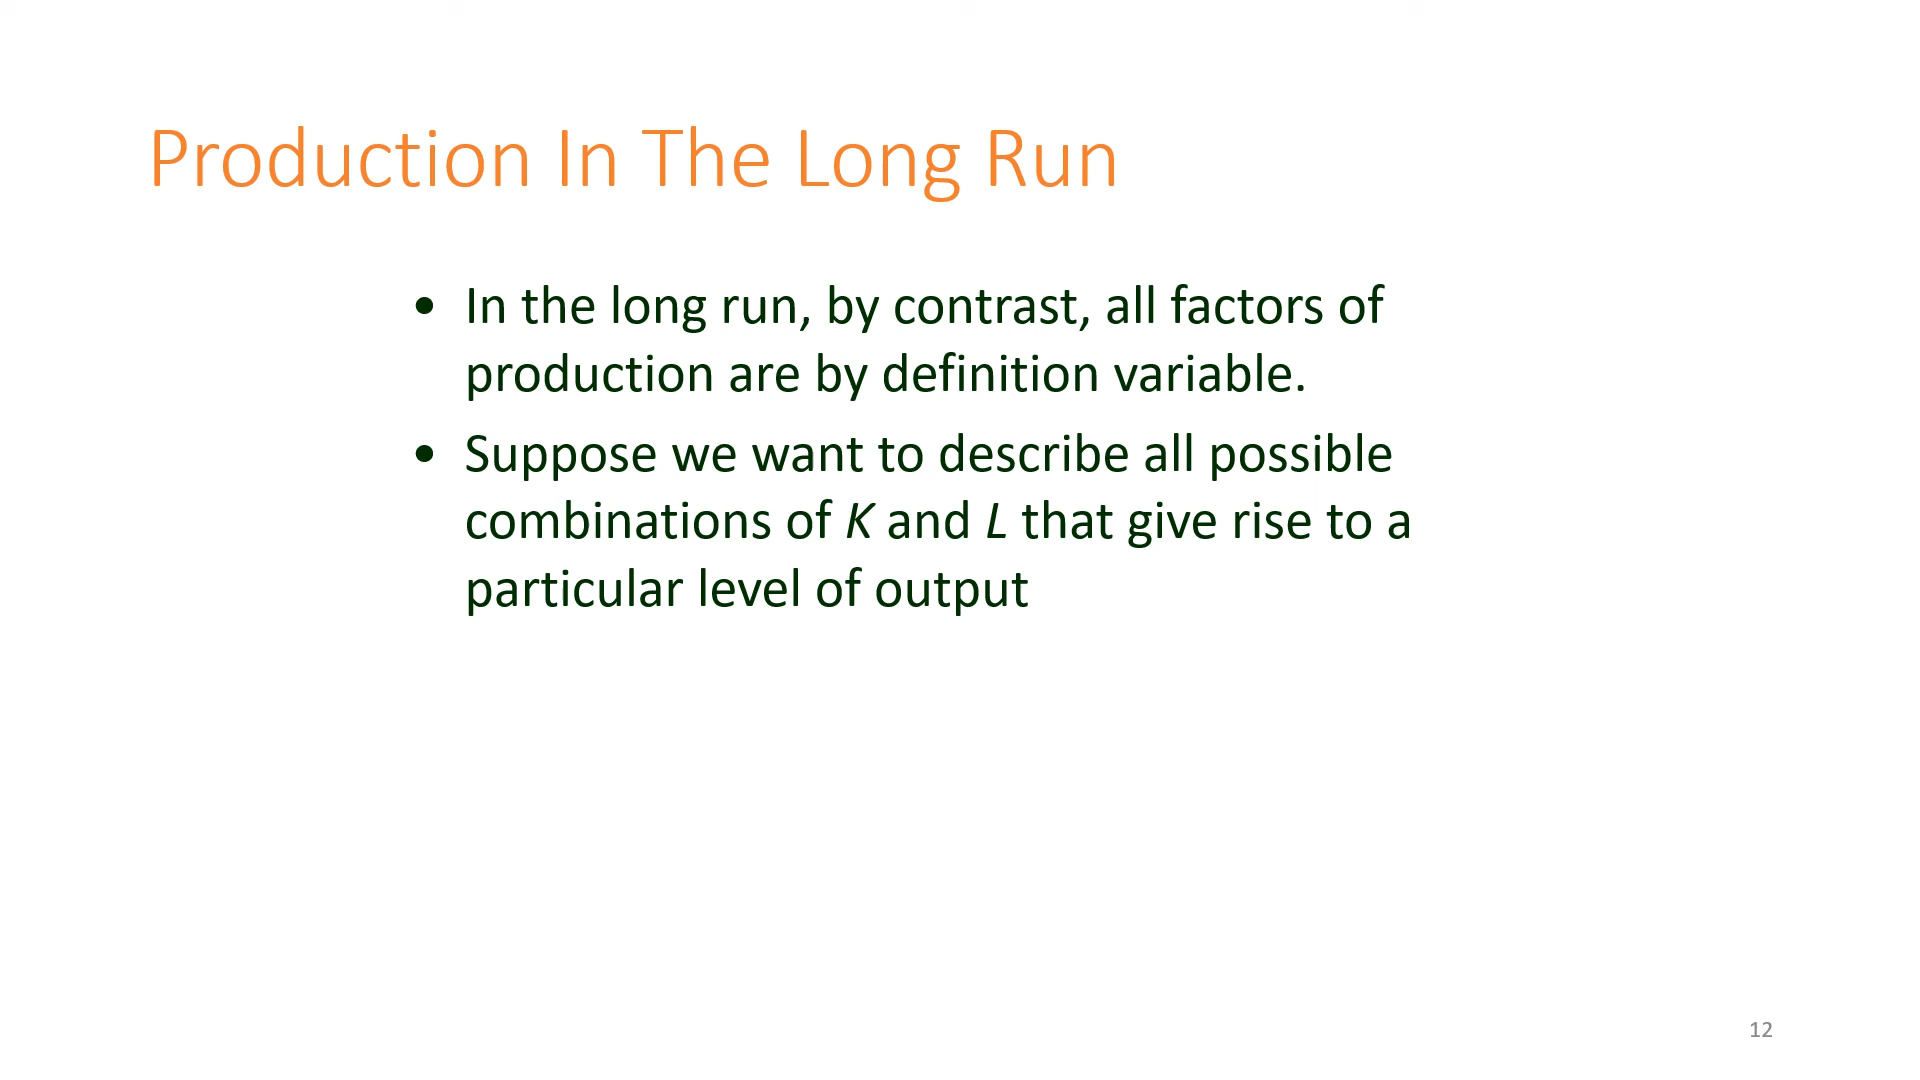 Production In The Long Run
• In the long run, by contrast, all factors of
production are by definition variable.
• Suppose we want to describe all possible
combinations of K and L that give rise to a
particular level of output
12